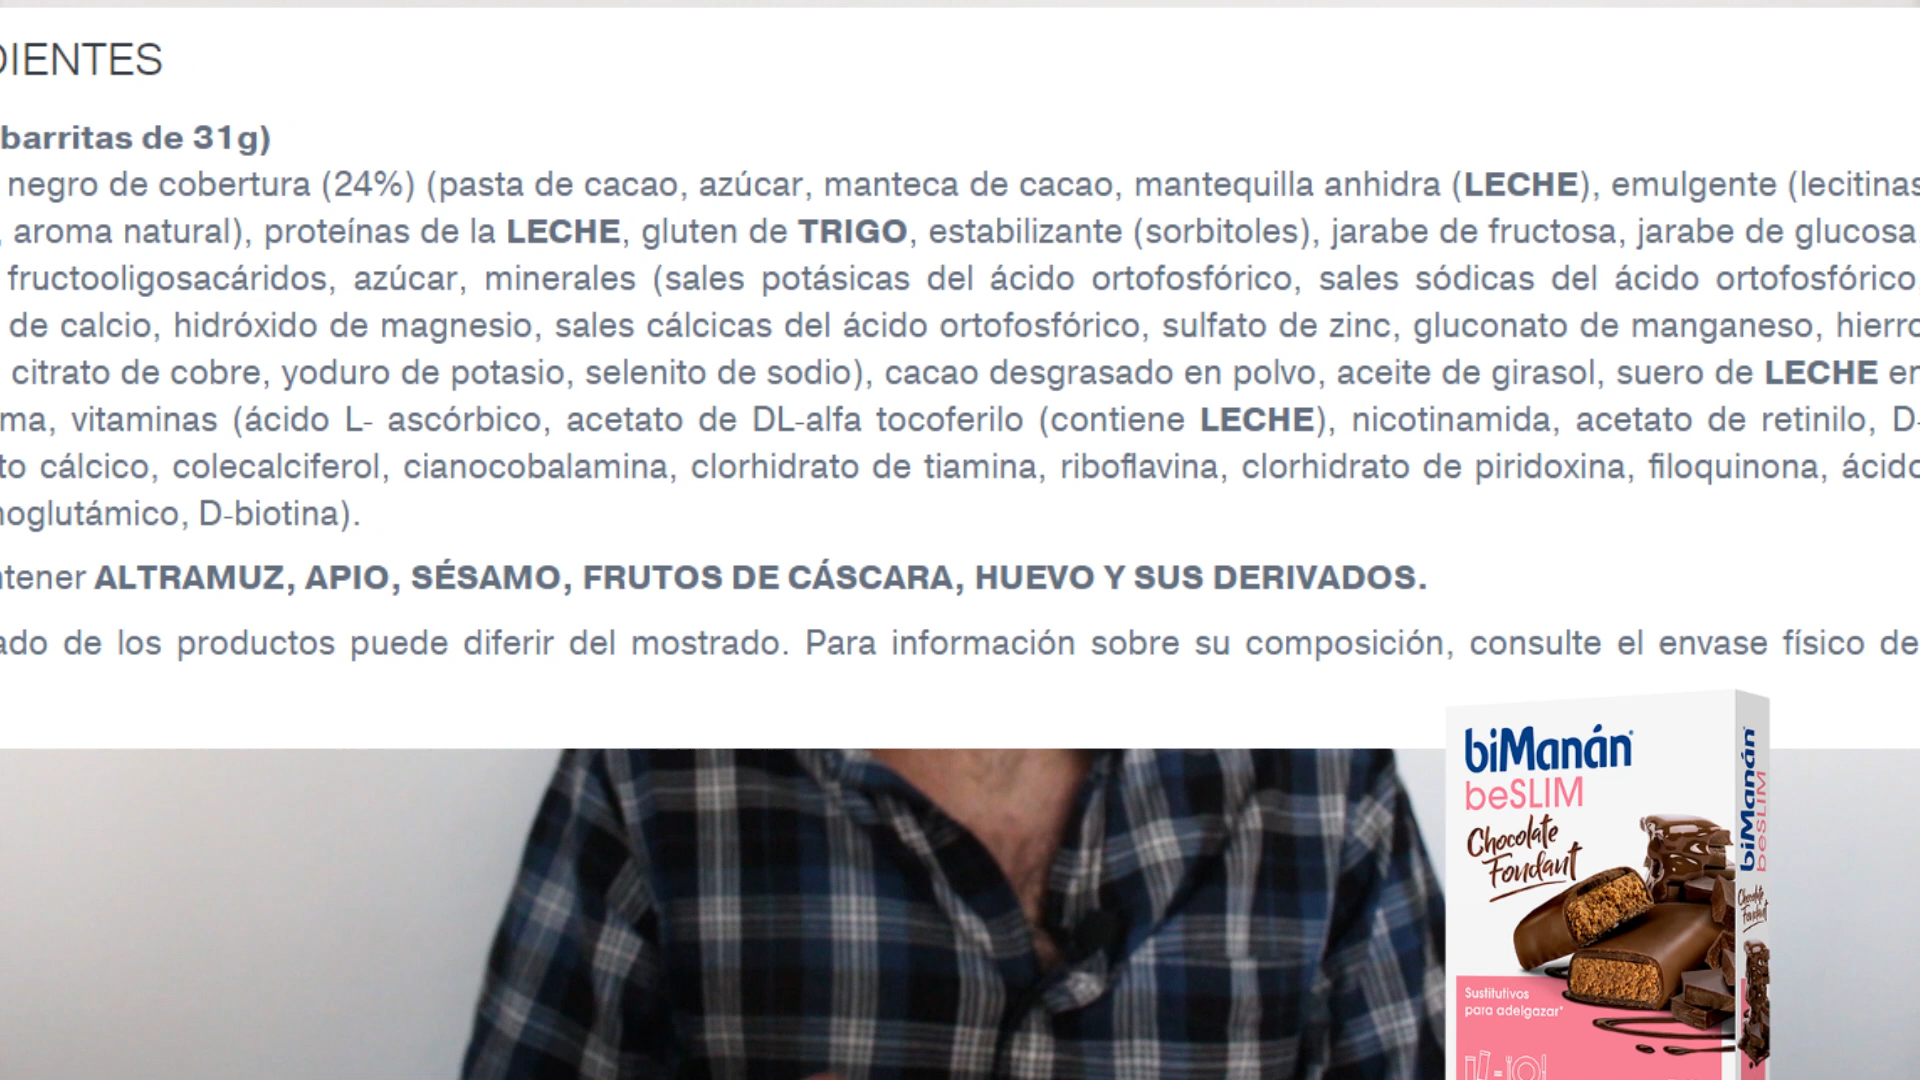 DIENTES
barritas de 31g)
negro de cobertura (24%) (pasta de cacao, azúcar, manteca de cacao, mantequilla anhidra (LECHE), emulgente (lecitinas
, aroma natural), proteínas de la LECHE, gluten de TRIGO, estabilizante (sorbitoles), jarabe de fructosa, jarabe de glucosa
fructooligosacáridos, azúcar, minerales (sales potásicas del ácido ortofosfórico, sales sódicas del ácido ortofosfórico,
de calcio, hidróxido de magnesio, sales cálcicas del ácido ortofosfórico, sulfato de zinc, gluconato de manganeso, hierro
citrato de cobre, yoduro de potasio, selenito de sodio), cacao desgrasado en polvo, aceite de girasol, suero de LECHE en
ma, vitaminas (ácido L- ascórbico, acetato de DL-alfa tocoferilo (contiene LECHE), nicotinamida, acetato de retinilo, D-
to cálcico, colecalciferol, cianocobalamina, clorhidrato de tiamina, riboflavina, clorhidrato de piridoxina, filoquinona, ácido
noglutámico, D-biotina).
ntener ALTRAMUZ, APIO, SÉSAMO, FRUTOS DE CÁSCARA, HUEVO Y SUS DERIVADOS.
ado de los productos puede diferir del mostrado. Para información sobre su composición, consulte el envase físico de
biManán
beSLIM
Chocolate
Fondant
Sustitutivos
para adelgazar*
biManán
beSLIM
Chocolate
Fondant